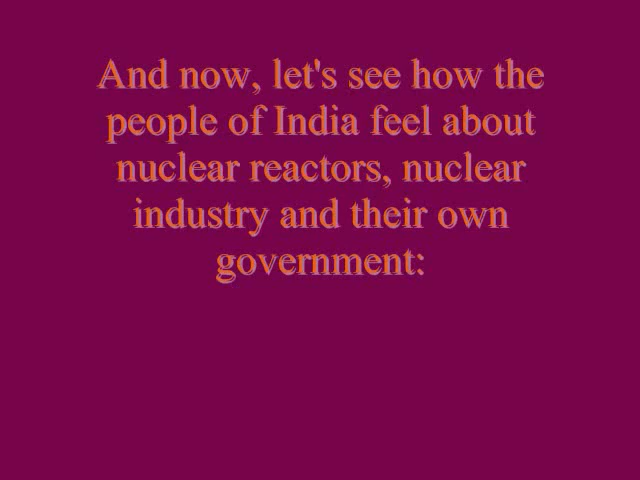 And now, let's see how the
people of India feel about
nuclear reactors, nuclear
industry and their own
government: